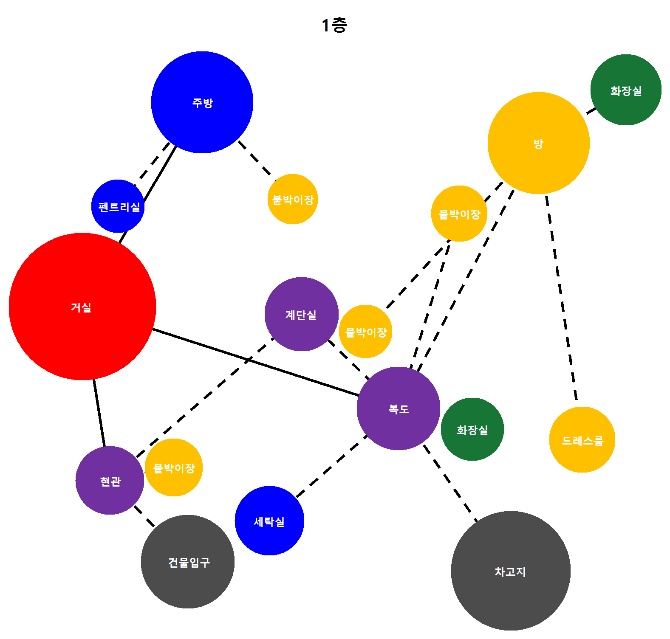 1층
주방
화장실
방
펜트리실
붙박이장
붙박이장
거실
계단실
붙박이장
복도
화장실
드레스룸
현관
붙박이장
세탁실
건물입구
차고지